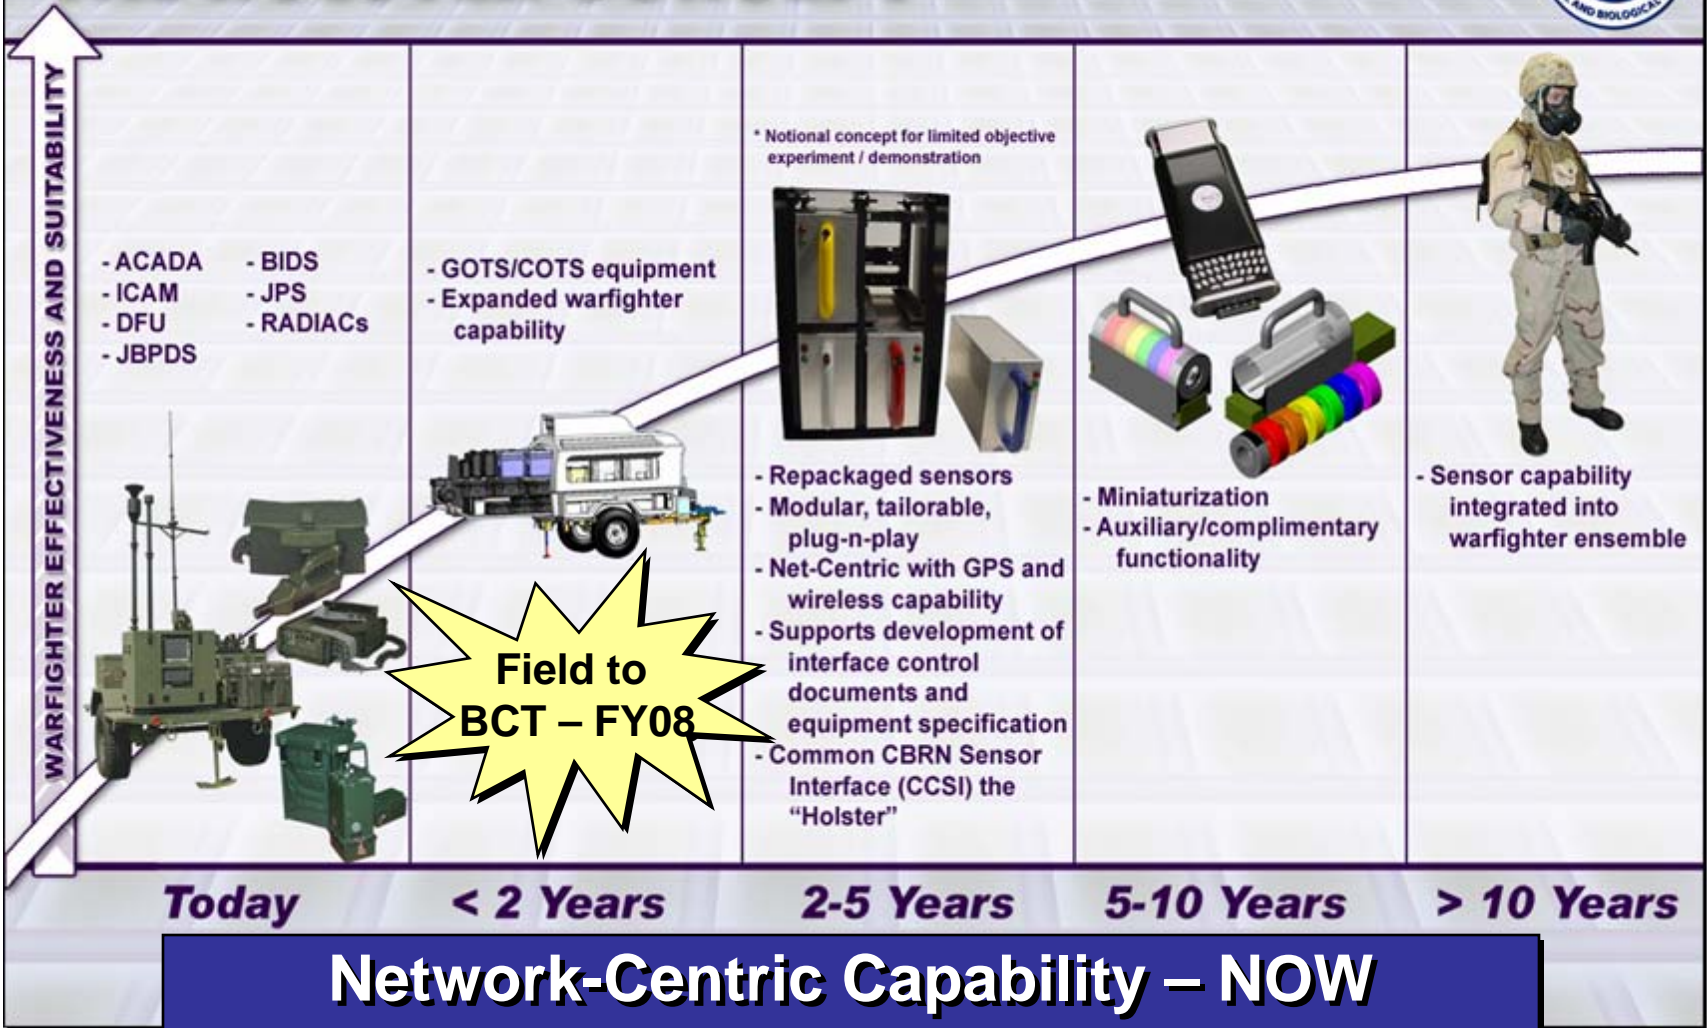 AND BIOLOGICAL
WARFIGHTER EFFECTIVENESS AND SUITABILITY
- ACADA
- ICAM
- DFU
- JBPDS
- BIDS
- JPS
- RADIACs
- GOTS/COTS equipment
- Expanded warfighter
capability
Field to
BCT – FY08
* Notional concept for limited objective
experiment / demonstration
- Repackaged sensors
- Modular, tailorable,
plug-n-play
- Net-Centric with GPS and
wireless capability
- Supports development of
interface control
documents and
equipment specification
- Common CBRN Sensor
Interface (CCSI) the
“Holster”
- Miniaturization
- Auxiliary/complimentary
functionality
- Sensor capability
integrated into
warfighter ensemble
Today
< 2 Years
2-5 Years
5-10 Years
> 10 Years
Network-Centric Capability – NOW